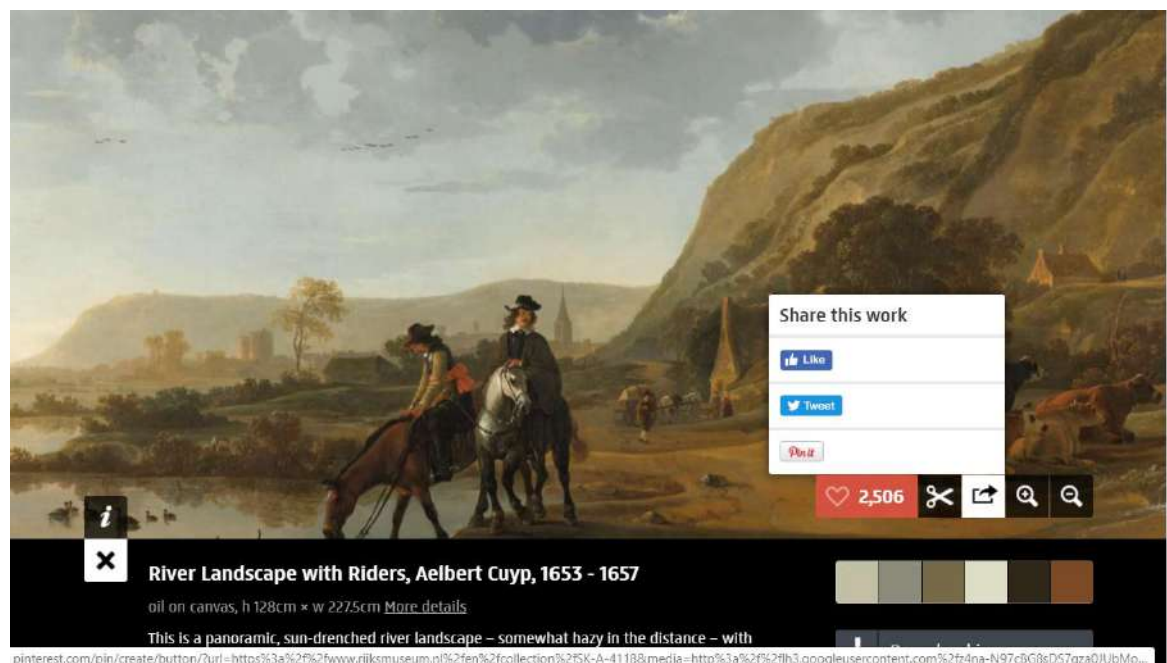 Share this work
Like
Tweet
Pin it
2,506
i
River Landscape with Riders, Aelbert Cuyp, 1653 - 1657
oil on canvas, h 128cm × w 227.5cm More details
This is a panoramic, sun-drenched river landscape – somewhat hazy in the distance – with